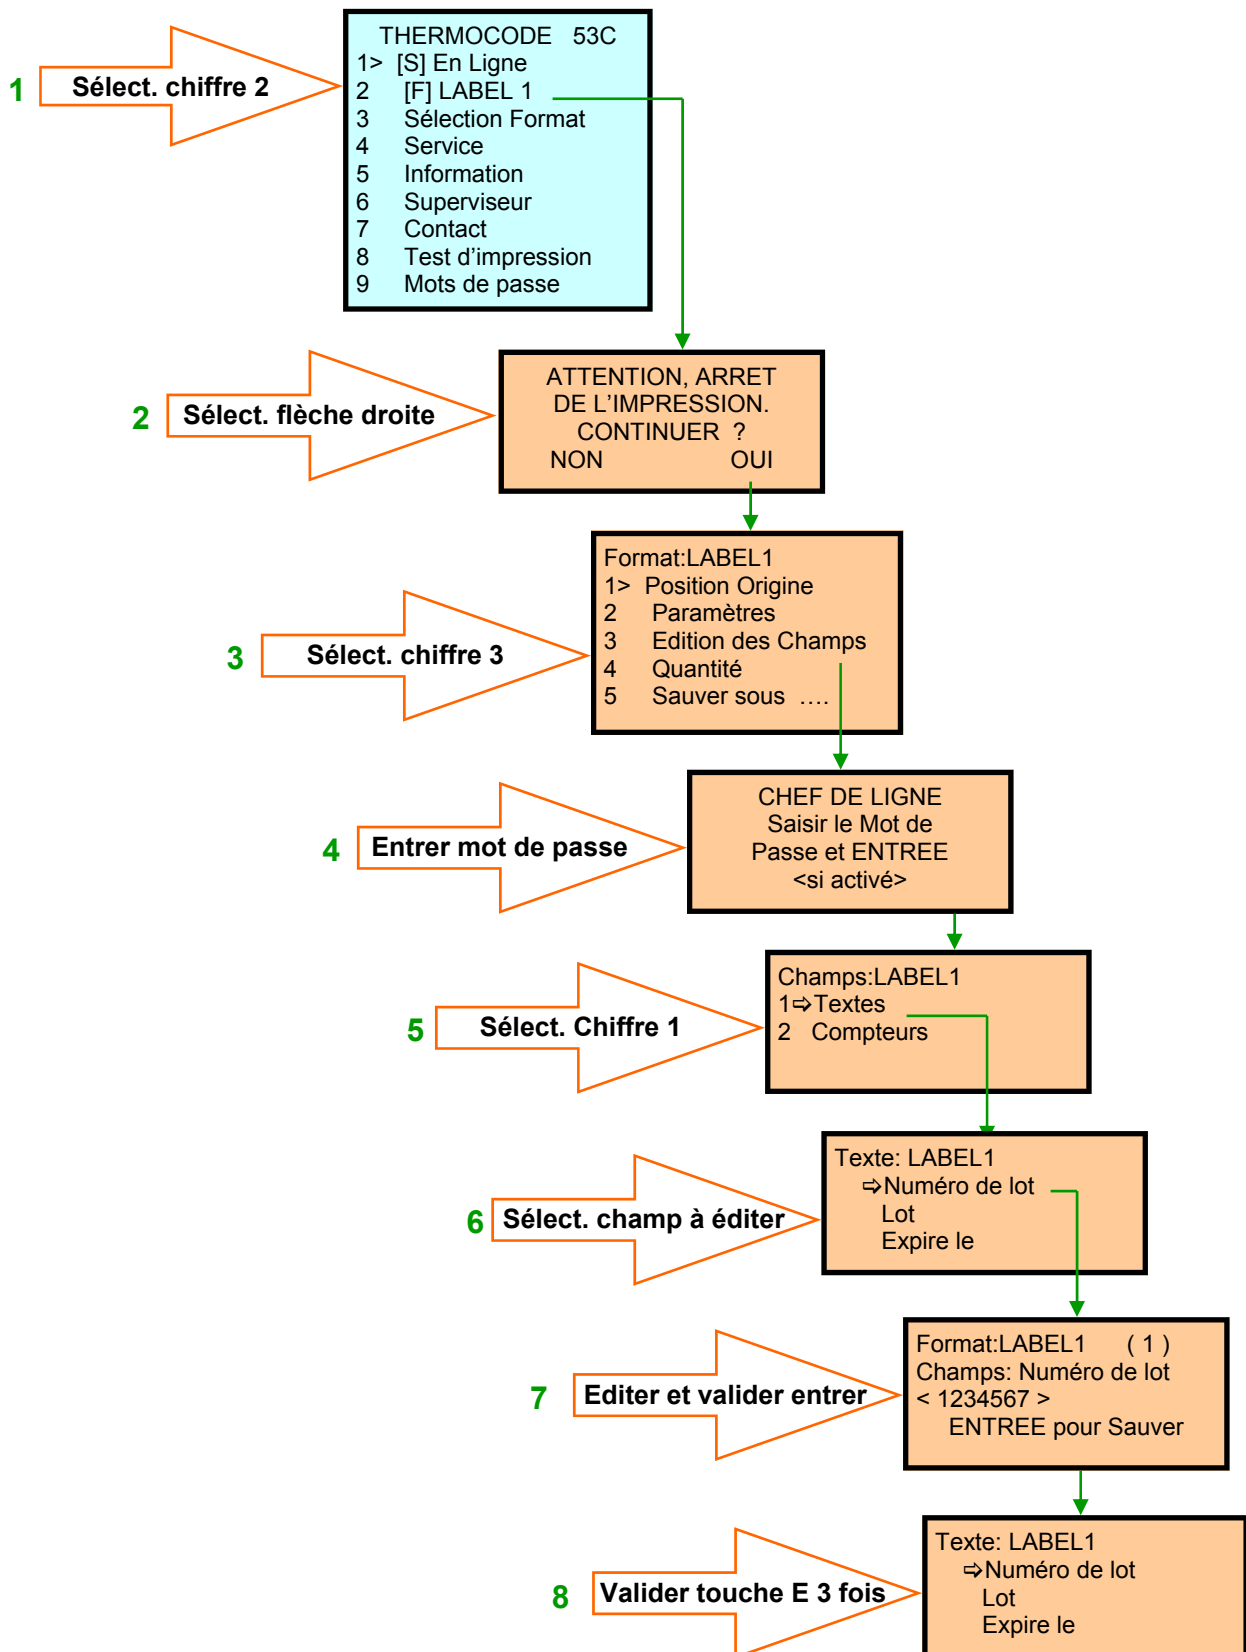 1
Sélect. chiffre 2
THERMOCODE 53C
1> [S] En Ligne
2 [F] LABEL 1
3 Sélection Format
4 Service
5 Information
6 Superviseur
7 Contact
8 Test d’impression
9 Mots de passe
2
Sélect. flèche droite
ATTENTION, ARRET
DE L’IMPRESSION.
CONTINUER ?
NON OUI
3
Sélect. chiffre 3
Format:LABEL1
1> Position Origine
2 Paramètres
3 Edition des Champs
4 Quantité
5 Sauver sous ….
4
Entrer mot de passe
CHEF DE LIGNE
Saisir le Mot de
Passe et ENTREE
<si activé>
5
Sélect. Chiffre 1
Champs:LABEL1
1⇨Textes
2 Compteurs
6
Sélect. champ à éditer
Texte: LABEL1
⇨Numéro de lot
Lot
Expire le
7
Editer et valider entrer
Format:LABEL1 ( 1 )
Champs: Numéro de lot
< 1234567 >
ENTREE pour Sauver
8
Valider touche E 3 fois
Texte: LABEL1
⇨Numéro de lot
Lot
Expire le